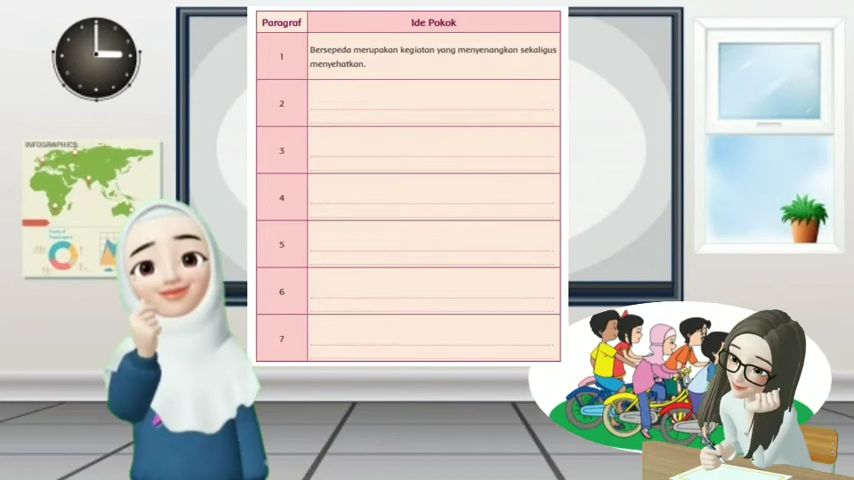 Paragraf Ide Pokok
1 Bersepeda merupakan kegiatan yang menyenangkan sekaligus
menyehatkan.
2
3
4
5
6
7
INFOGRAPHICS